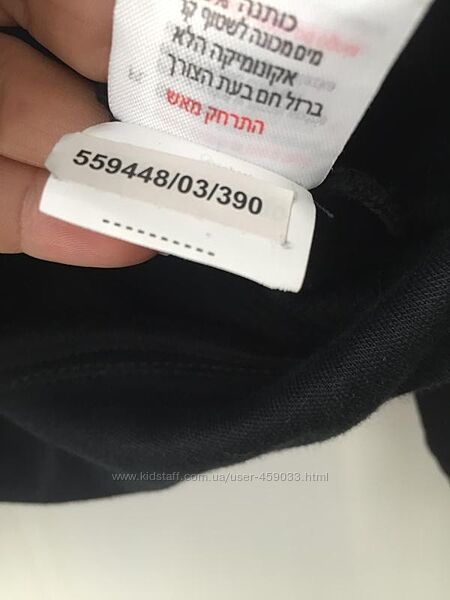 כותנה
מים מכונה לשטוף קר
אקונומיקה הלא
ברזל חם בעת הצורך
התרחק מאש
559448/03/390
----------
www.kidstaff.com.ua/user-459033.html